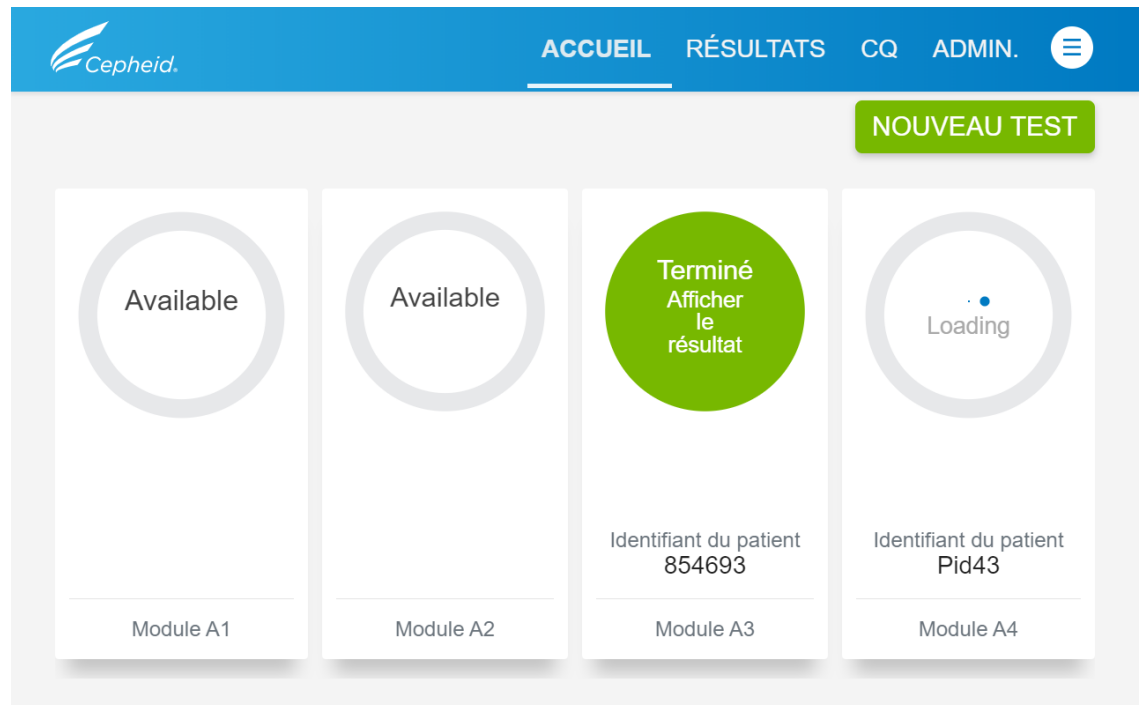 Cepheid.
ACCUEIL RÉSULTATS CQ ADMIN.
NOUVEAU TEST
Available
Module A1
Available
Module A2
Terminé
Afficher
le
résultat
Identifiant du patient
854693
Module A3
Loading
Identifiant du patient
Pid43
Module A4